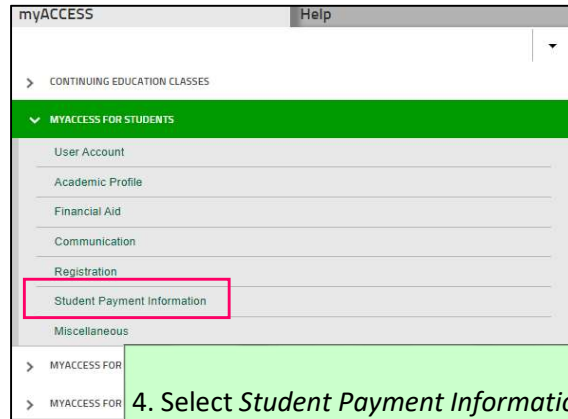 myACCESS Help
CONTINUING EDUCATION CLASSES
MYACCESS FOR STUDENTS
User Account
Academic Profile
Financial Aid
Communication
Registration
Student Payment Information
Miscellaneous
MYACCESS FOR
MYACCESS FOR
4. Select Student Payment Informatio